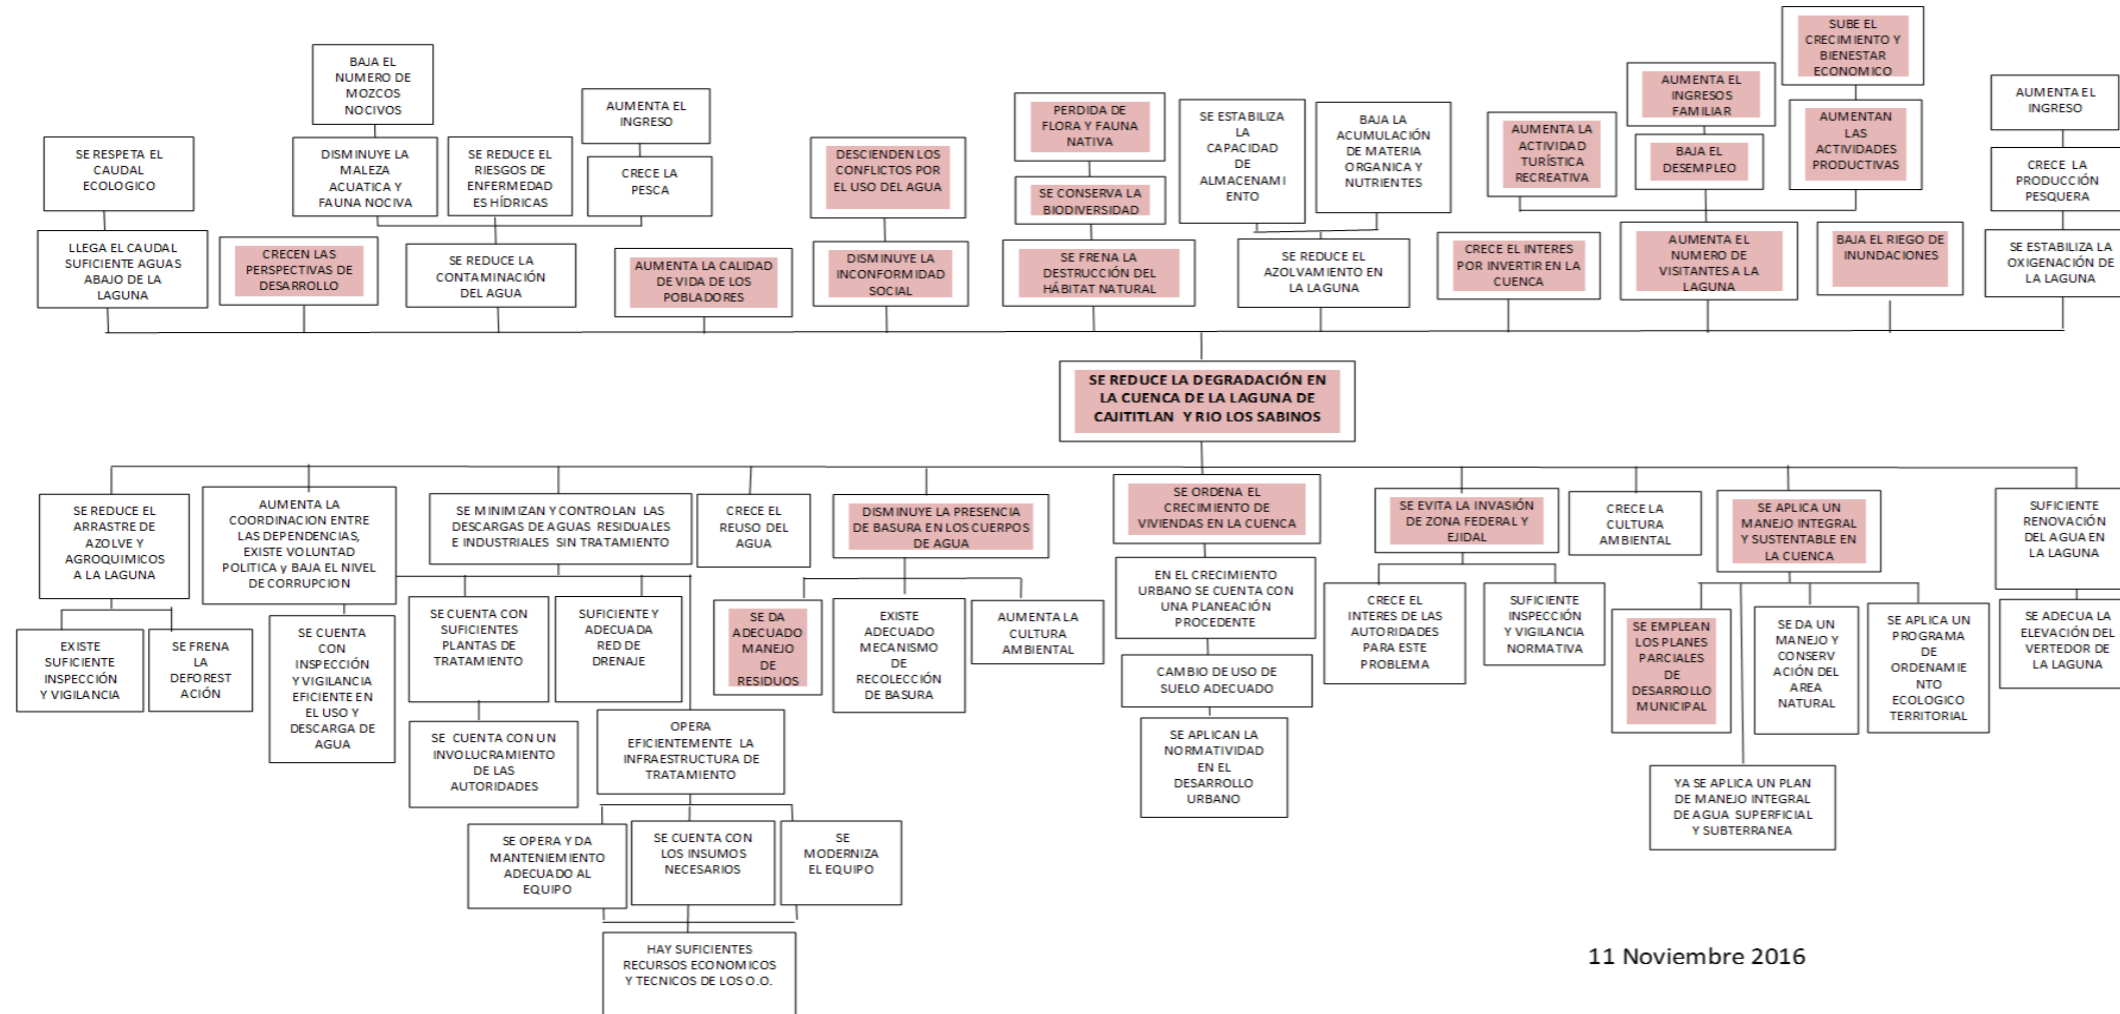 BAJA EL
NUMERO DE
MOZCOS
NOCIVOS
AUMENTA EL
INGRESO
SE RESPETA EL
CAUDAL
ECOLOGICO
DISMINUYE LA
MALEZA
ACUATICA Y
FAUNA NOCIVA
SE REDUCE EL
RIESGOS DE
ENFERMEDAD
ES HÍDRICAS
CRECE LA
PESCA
DESCIENDEN LOS
CONFLICTOS POR
EL USO DEL AGUA
PERDIDA DE
FLORA Y FAUNA
NATIVA
SE CONSERVA LA
BIODIVERSIDAD
SE ESTABILIZA
LA
CAPACIDAD
DE
ALMACENAMI
ENTO
BAJA LA
ACUMULACIÓN
DE MATERIA
ORGANICA Y
NUTRIENTES
AUMENTA LA
ACTIVIDAD
TURÍSTICA
RECREATIVA
AUMENTA EL
INGRESOS
FAMILIAR
BAJA EL
DESEMPLEO
SUBE EL
CRECIMIENTO Y
BIENESTAR
ECONOMICO
AUMENTAN
LAS
ACTIVIDADES
PRODUCTIVAS
AUMENTA EL
INGRESO
CRECE LA
PRODUCCIÓN
PESQUERA
LLEGA EL CAUDAL
SUFICIENTE AGUAS
ABAJO DE LA
LAGUNA
CRECEN LAS
PERSPECTIVAS DE
DESARROLLO
SE REDUCE LA
CONTAMINACIÓN
DEL AGUA
AUMENTA LA CALIDAD
DE VIDA DE LOS
POBLADORES
DISMINUYE LA
INCONFORMIDAD
SOCIAL
SE FRENA LA
DESTRUCCIÓN DEL
HÁBITAT NATURAL
SE REDUCE EL
AZOLVAMIENTO EN
LA LAGUNA
CRECE EL INTERES
POR INVERTIR EN LA
CUENCA
AUMENTA EL
NUMERO DE
VISITANTES A LA
LAGUNA
BAJA EL RIEGO DE
INUNDACIONES
SE ESTABILIZA LA
OXIGENACIÓN DE
LA LAGUNA
SE REDUCE LA DEGRADACIÓN EN
LA CUENCA DE LA LAGUNA DE
CAJITITLAN Y RIO LOS SABINOS
SE REDUCE EL
ARRASTRE DE
AZOLVE Y
AGROQUIMICOS
A LA LAGUNA
AUMENTA LA
COORDINACION ENTRE
LAS DEPENDENCIAS,
EXISTE VOLUNTAD
POLITICA y BAJA EL NIVEL
DE CORRUPCION
SE MINIMIZAN Y CONTROLAN LAS
DESCARGAS DE AGUAS RESIDUALES
E INDUSTRIALES SIN TRATAMIENTO
CRECE EL
REUSO DEL
AGUA
DISMINUYE LA PRESENCIA
DE BASURA EN LOS CUERPOS
DE AGUA
SE ORDENA EL
CRECIMIENTO DE
VIVIENDAS EN LA CUENCA
SE EVITA LA INVASIÓN
DE ZONA FEDERAL Y
EJIDAL
CRECE LA
CULTURA
AMBIENTAL
SE APLICA UN
MANEJO INTEGRAL
Y SUSTENTABLE EN
LA CUENCA
SUFICIENTE
RENOVACIÓN
DEL AGUA EN
LA LAGUNA
EXISTE
SUFICIENTE
INSPECCIÓN
Y VIGILANCIA
SE FRENA
LA
DEFOREST
ACIÓN
SE CUENTA
CON
INSPECCIÓN
Y VIGILANCIA
EFICIENTE EN
EL USO Y
DESCARGA DE
AGUA
SE CUENTA CON
SUFICIENTES
PLANTAS DE
TRATAMIENTO
SUFICIENTE Y
ADECUADA
RED DE
DRENAJE
SE DA
ADECUADO
MANEJO
DE
RESIDUOS
EXISTE
ADECUADO
MECANISMO
DE
RECOLECCIÓN
DE BASURA
AUMENTA LA
CULTURA
AMBIENTAL
EN EL CRECIMIENTO
URBANO SE CUENTA CON
UNA PLANEACIÓN
PROCEDENTE
CAMBIO DE USO DE
SUELO ADECUADO
SE APLICAN LA
NORMATIVIDAD
EN EL
DESARROLLO
URBANO
CRECE EL
INTERES DE LAS
AUTORIDADES
PARA ESTE
PROBLEMA
SUFICIENTE
INSPECCIÓN
Y VIGILANCIA
NORMATIVA
SE EMPLEAN
LOS PLANES
PARCIALES
DE
DESARROLLO
MUNICIPAL
SE DA UN
MANEJO Y
CONSERV
ACIÓN DEL
AREA
NATURAL
SE APLICA UN
PROGRAMA
DE
ORDENAMIE
NTO
ECOLOGICO
TERRITORIAL
SE ADECUA LA
ELEVACIÓN DEL
VERTEDOR DE
LA LAGUNA
SE CUENTA CON UN
INVOLUCRAMIENTO
DE LAS
AUTORIDADES
OPERA
EFICIENTEMENTE LA
INFRAESTRUCTURA DE
TRATAMIENTO
YA SE APLICA UN PLAN
DE MANEJO INTEGRAL
DE AGUA SUPERFICIAL
Y SUBTERRANEA
SE OPERA Y DA
MANTENIEMIENTO
ADECUADO AL
EQUIPO
SE CUENTA CON
LOS INSUMOS
NECESARIOS
SE
MODERNIZA
EL EQUIPO
HAY SUFICIENTES
RECURSOS ECONOMICOS
Y TECNICOS DE LOS O.O.
11 Noviembre 2016